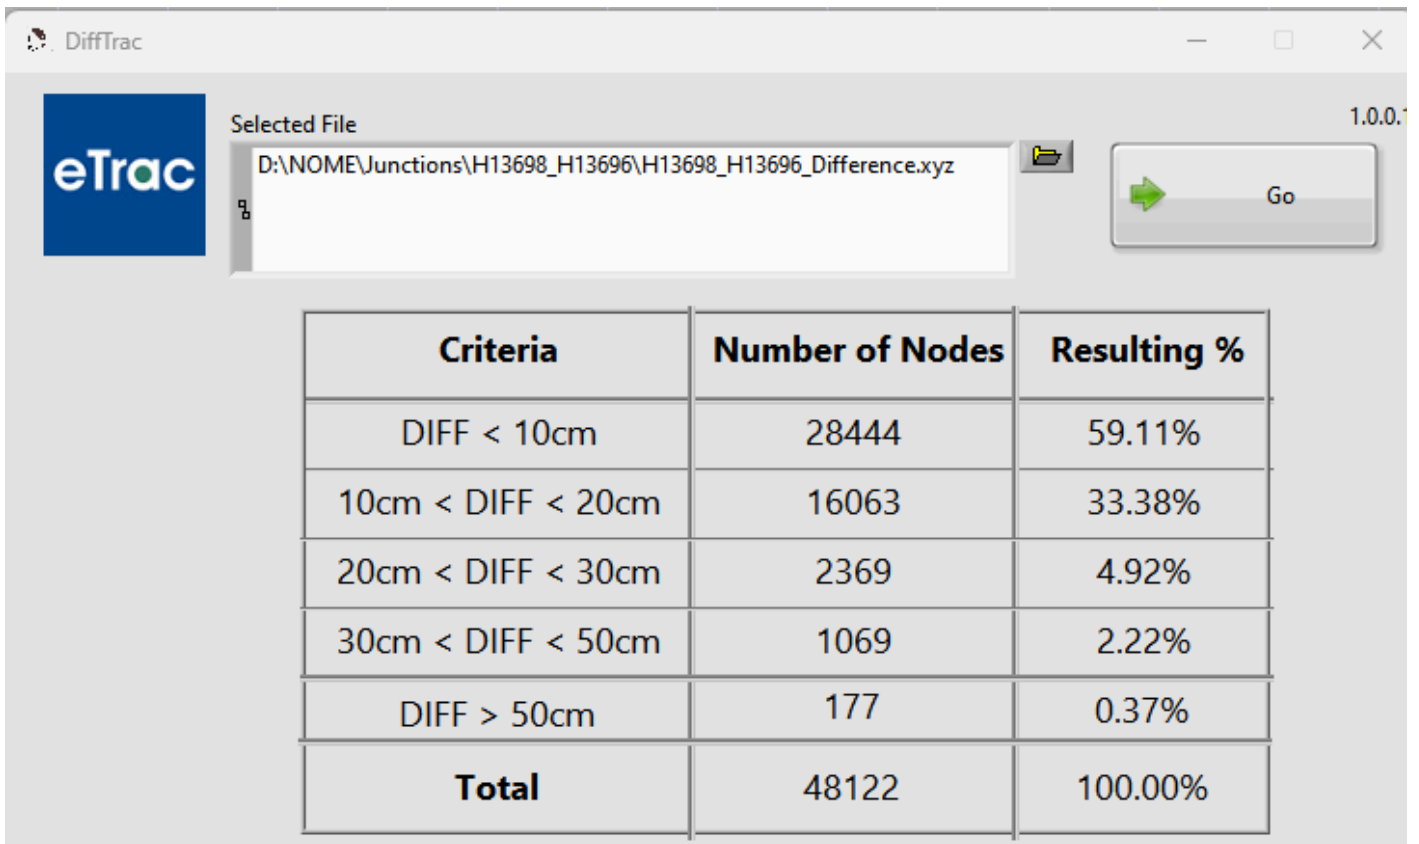 DiffTrac
eTrac
Selected File
1.0.0.1
D:\NOME\Junctions\H13698_H13696\H13698_H13696_Difference.xyz
Go
Criteria Number of Nodes Resulting %
DIFF < 10cm 28444 59.11%
10cm < DIFF < 20cm 16063 33.38%
20cm < DIFF < 30cm 2369 4.92%
30cm < DIFF < 50cm 1069 2.22%
DIFF > 50cm 177 0.37%
Total 48122 100.00%